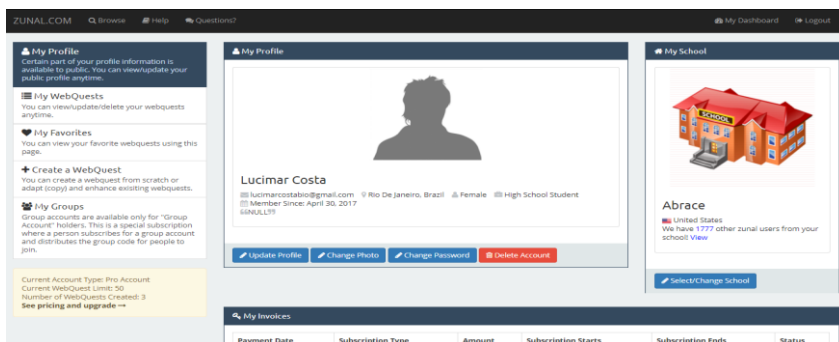 ZUNAL.COM Browse Help Questions? My Dashboard Logout
My Profile
Certain part of your profile information is
available to public. You can view/update your
public profile anytime.
My WebQuests
You can view/update/delete your webquests
anytime.
My Favorites
You can view your favorite webquests using this
page.
Create a WebQuest
You can create a webquest from scratch or
adapt (copy) and enhance exisiting webquests.
My Groups
Group accounts are available only for "Group
Account" holders. This is a special subscription
where a person subscribes for a group account
and distributes the group code for people to
join.
Current Account Type: Pro Account
Current WebQuest Limit: 50
Number of WebQuests Created: 3
See pricing and upgrade →
My Profile
Lucimar Costa
lucimarcostabio@gmail.com Rio De Janeiro, Brazil Female High School Student
Member Since: April 30, 2017
NULL
Update Profile Change Photo Change Password Delete Account
My School
SCHOOL
Abrace
United States
We have 1777 other zunal users from your
school! View
Select/Change School
My Invoices
Payment Date Subscription Type Amount Subscription Starts Subscription Ends Status